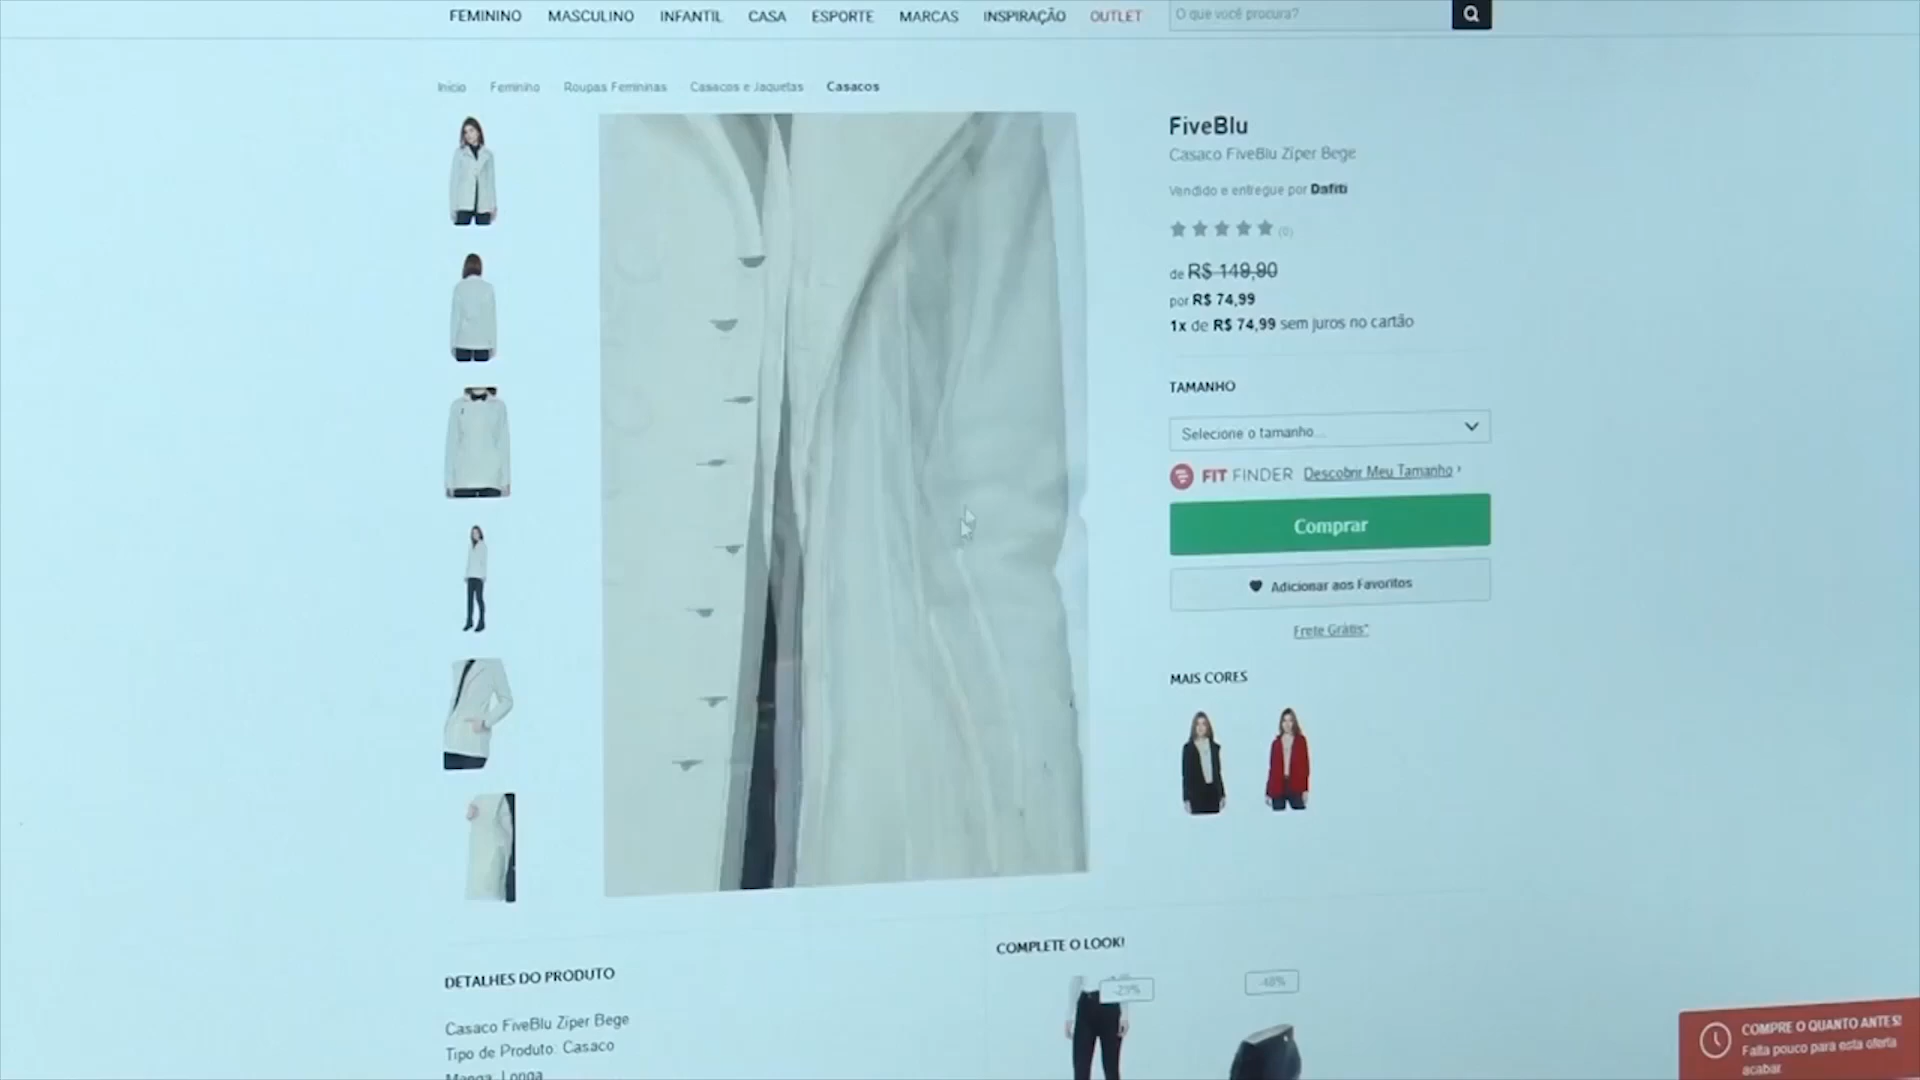 FEMININO MASCULINO INFANTIL CASA ESPORTE MARCAS INSPIRAÇÃO OUTLET
O que você procura?
Início Feminino Roupas Femininas Casacos e Jaquetas Casacos
FiveBlu
Casaco FiveBlu Zíper Bege
Vendido e entregue por Dafiti
(0)
de R$ 149,90
por R$ 74,99
1x de R$ 74,99 sem juros no cartão
TAMANHO
Selecione o tamanho...
FIT FINDER Descobrir Meu Tamanho ›
Comprar
Adicionar aos Favoritos
Frete Grátis*
MAIS CORES
DETALHES DO PRODUTO
Casaco FiveBlu Zíper Bege
Tipo de Produto: Casaco
Manga: Longa
COMPLETE O LOOK!
-29%
-48%
COMPRE O QUANTO ANTES!
Falta pouco para esta oferta
acabar